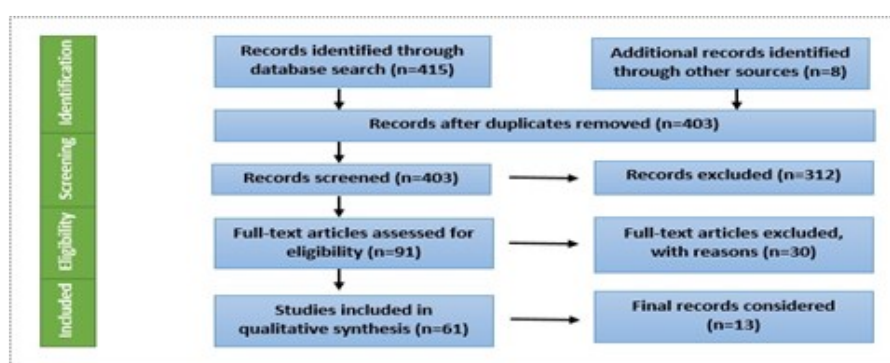 Identification
Records identified through
database search (n=415)
Additional records identified
through other sources (n=8)
Records after duplicates removed (n=403)
Screening
Records screened (n=403)
Records excluded (n=312)
Eligibility
Full-text articles assessed for
eligibility (n=91)
Full-text articles excluded,
with reasons (n=30)
Included
Studies included in
qualitative synthesis (n=61)
Final records considered
(n=13)